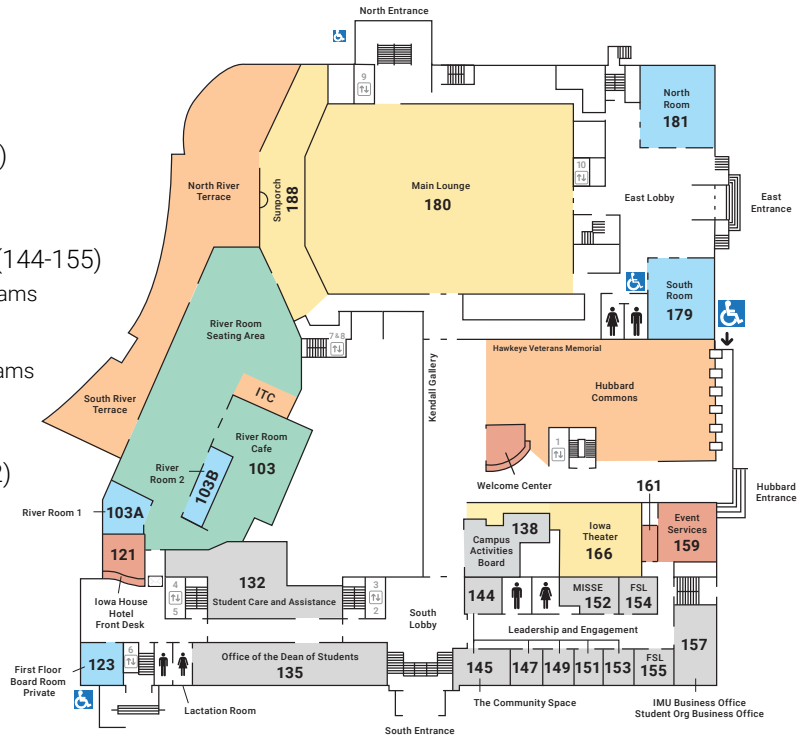 North Entrance
9
North
Room
181
)
North River
Terrace
Sunporch
188
Main Lounge
180
10
East Lobby
East
Entrance
(144-155)
ams
South
Room
179
River Room
Seating Area
7 & 8
Kendall Gallery
Hawkeye Veterans Memorial
Hubbard
Commons
ams
South River
Terrace
ITC
River Room
Cafe
103
1
2)
River
Room 2
103B
Welcome Center
161
Hubbard
Entrance
River Room 1
103A
138
Campus
Activities
Board
Iowa
Theater
166
Event
Services
159
121
132
Student Care and Assistance
4
5
3
2
144
MISSE
152
FSL
154
Iowa House
Hotel
Front Desk
South
Lobby
Leadership and Engagement
157
123
6
Office of the Dean of Students
135
145
147
149
151
153
FSL
155
First Floor
Board Room
Private
Lactation Room
The Community Space
IMU Business Office
Student Org Business Office
South Entrance